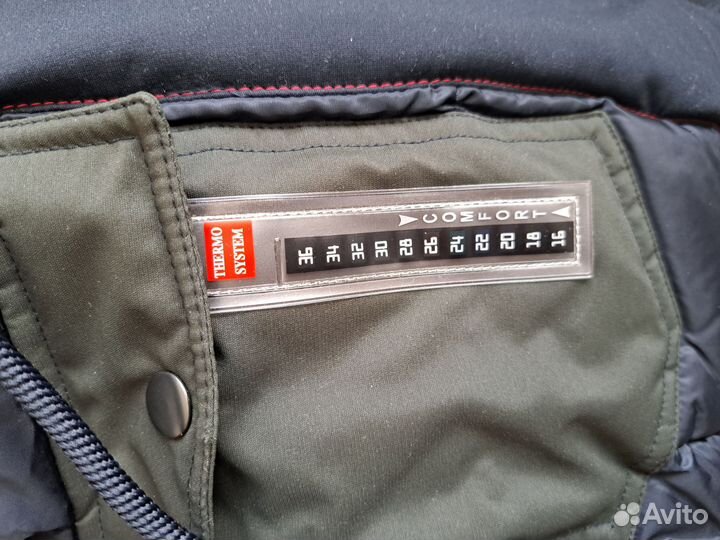 THERMO
SYSTEM
COMFORT
36
34
32
30
28
26
24
22
20
18
16
Avito